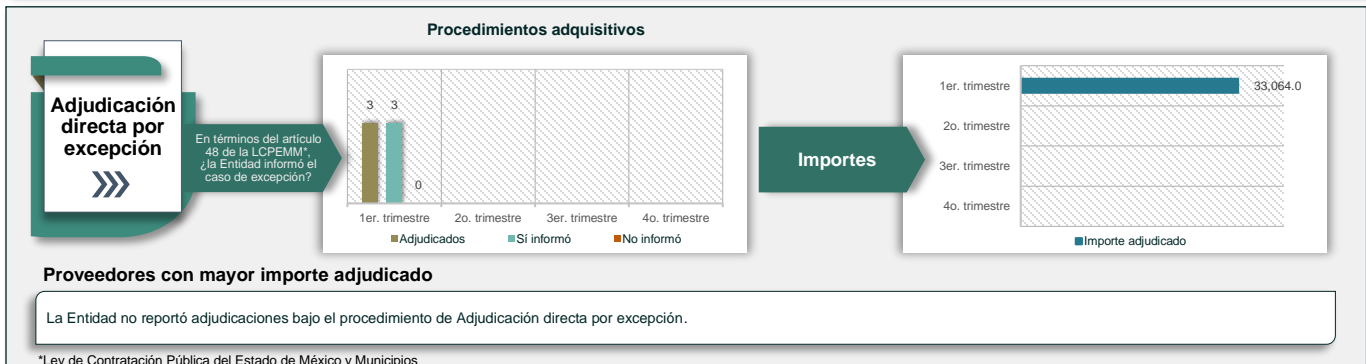 Procedimientos adquisitivos
Adjudicación
directa por
excepción
En términos del artículo
48 de la LCPEMM*,
¿la Entidad informó el
caso de excepción?
3 3
0
1er. trimestre 2o. trimestre 3er. trimestre 4o. trimestre
Adjudicados Sí informó No informó
Importes
1er. trimestre 33,064.0
2o. trimestre
3er. trimestre
4o. trimestre
Importe adjudicado
Proveedores con mayor importe adjudicado
La Entidad no reportó adjudicaciones bajo el procedimiento de Adjudicación directa por excepción.
*Ley de Contratación Pública del Estado de México y Municipios